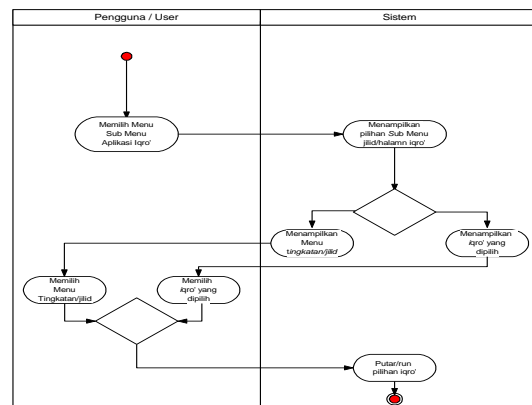 Pengguna / User
Sistem
Memilih Menu
Sub Menu
Aplikasi Iqro'
Menampilkan
pilihan Sub Menu
jilid/halamn iqro'
Menampilkan
Menu
tingkatan/jilid
Menampilkan
iqro' yang
dipilih
Memilih
Menu
Tingkatan/jilid
Memilih
iqro' yang
dipilih
Putar/run
pilihan iqro'